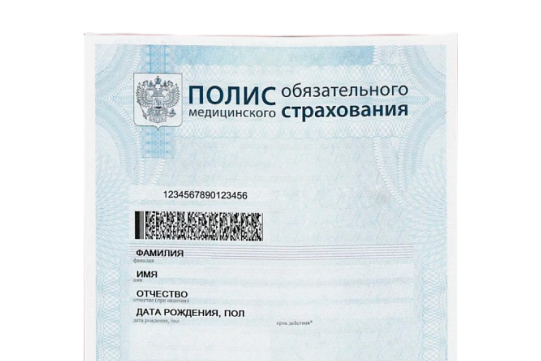 ПОЛИС обязательного
медицинского страхования
1234567890123456
ФАМИЛИЯ
фамилия
ИМЯ
имя
ОТЧЕСТВО
отчество (при наличии)
ДАТА РОЖДЕНИЯ, ПОЛ
дата рождения, пол
срок действия*